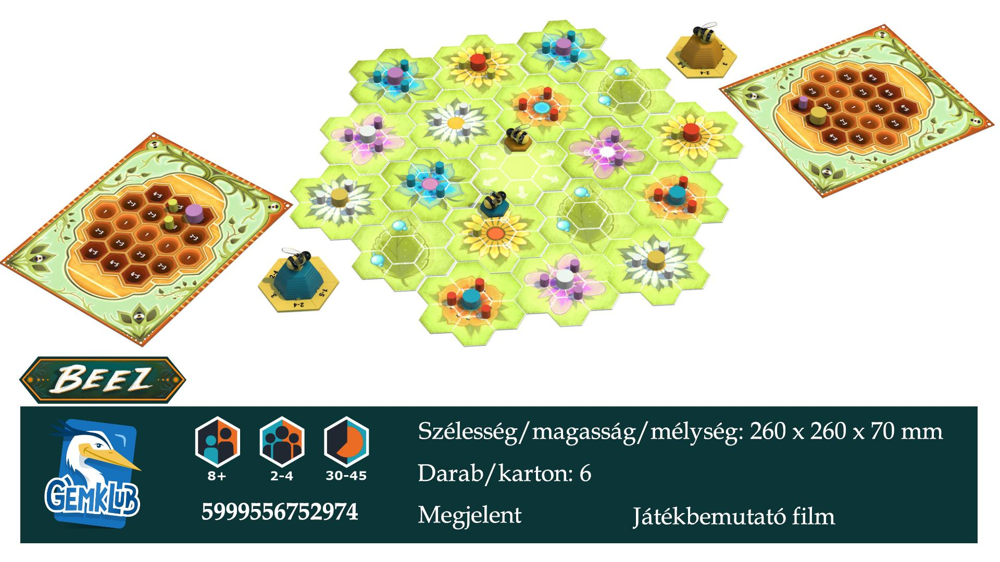 BEEZ
GÉMKLUB
8+
2-4
30-45
5999556752974
Szélesség/magasság/mélység: 260 x 260 x 70 mm
Darab/karton: 6
Megjelent
Játékbemutató film